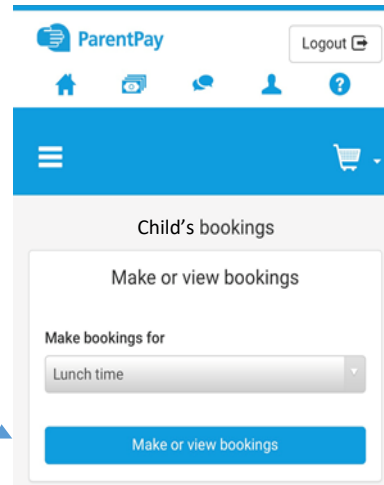 ParentPay
Logout
Child's bookings
Make or view bookings
Make bookings for
Lunch time
Make or view bookings